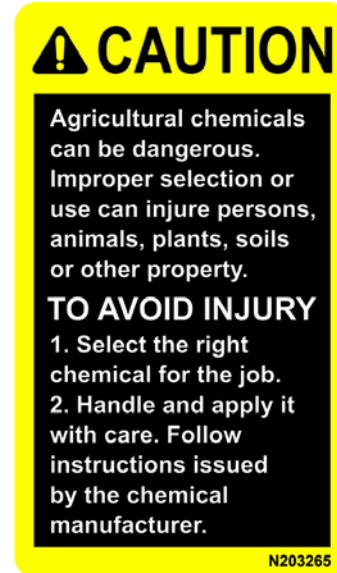 CAUTION
Agricultural chemicals
can be dangerous.
Improper selection or
use can injure persons,
animals, plants, soils
or other property.
TO AVOID INJURY
1. Select the right
chemical for the job.
2. Handle and apply it
with care. Follow
instructions issued
by the chemical
manufacturer.
N203265